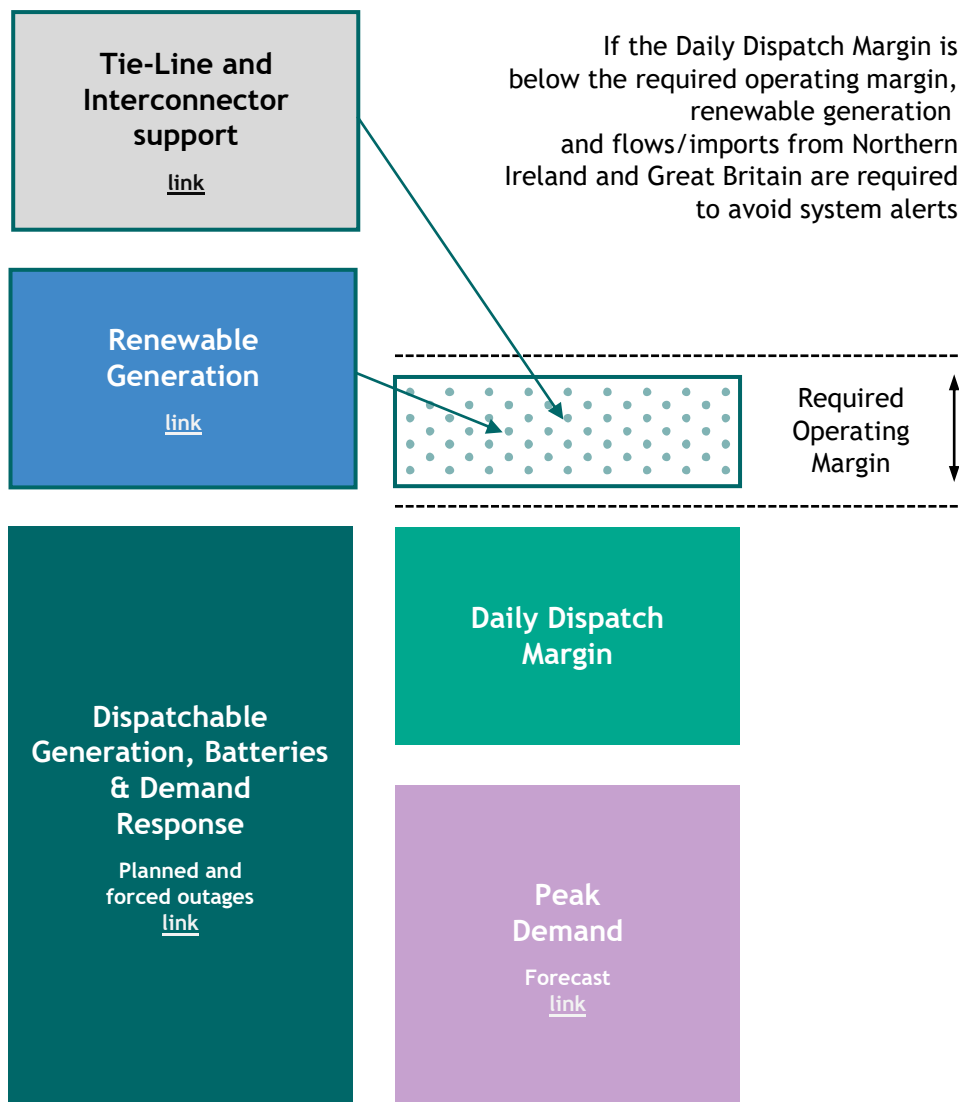 Tie-Line and
Interconnector
support
link
If the Daily Dispatch Margin is
below the required operating margin,
renewable generation
and flows/imports from Northern
Ireland and Great Britain are required
to avoid system alerts
Renewable
Generation
link
Required
Operating
Margin
Dispatchable
Generation, Batteries
& Demand
Response
Planned and
forced outages
link
Daily Dispatch
Margin
Peak
Demand
Forecast
link